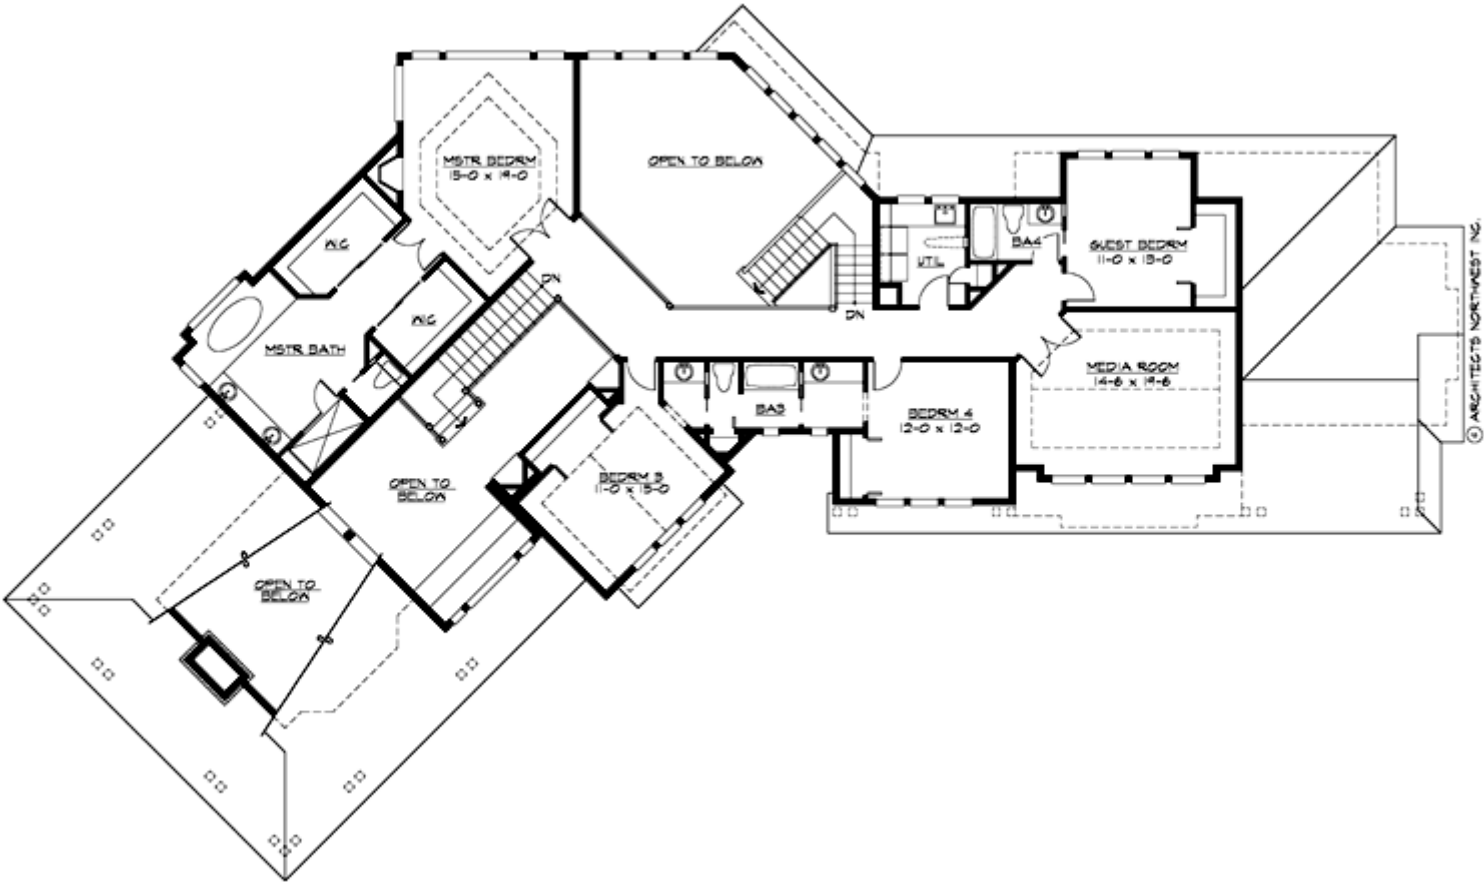 MSTR BEDRM
15-0 x 19-0
OPEN TO BELOW
WIC
WIC
MSTR BATH
DN
DN
UTIL
BA4
GUEST BEDRM
11-0 x 13-0
MEDIA ROOM
14-6 x 19-6
BA3
BEDRM 4
12-0 x 12-0
BEDRM 3
11-0 x 15-0
OPEN TO
BELOW
OPEN TO
BELOW
© ARCHITECTS NORTHWEST INC.